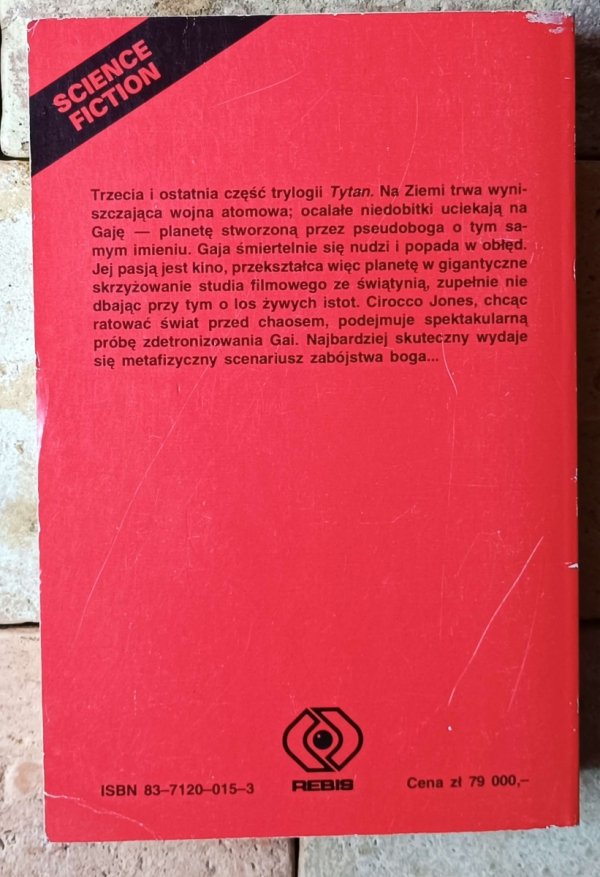 SCIENCE
FICTION
Trzecia i ostatnia część trylogii Tytan. Na Ziemi trwa wyni-
szczająca wojna atomowa; ocalałe niedobitki uciekają na
Gaję — planetę stworzoną przez pseudoboga o tym sa-
mym imieniu. Gaja śmiertelnie się nudzi i popada w obłęd.
Jej pasją jest kino, przekształca więc planetę w gigantyczne
skrzyżowanie studia filmowego ze świątynią, zupełnie nie
dbając przy tym o los żywych istot. Cirocco Jones, chcąc
ratować świat przed chaosem, podejmuje spektakularną
próbę zdetronizowania Gai. Najbardziej skuteczny wydaje
się metafizyczny scenariusz zabójstwa boga...
REBIS
ISBN 83–7120–015–3
Cena zł 79 000,–